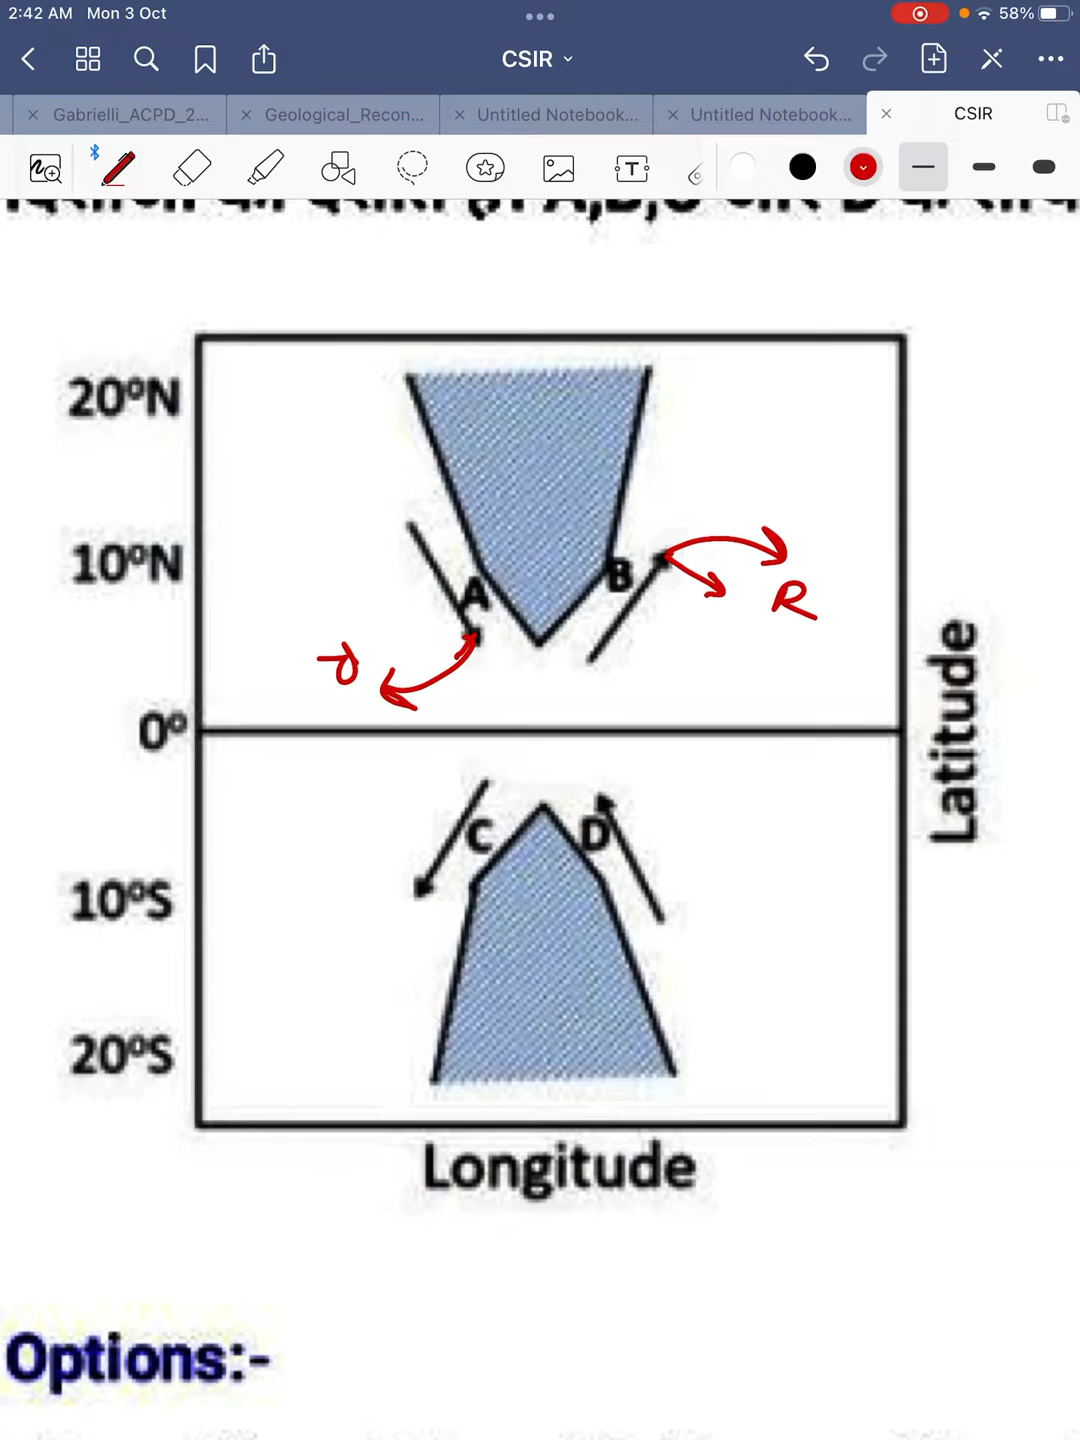 2:42 AM Mon 3 Oct
58%
CSIR
Gabrielli_ACPD_2...
Geological_Recon...
Untitled Notebook...
Untitled Notebook...
CSIR
T
20°N
10°N
0°
10°S
20°S
A
B
R
C
D
Latitude
Longitude
Options:-